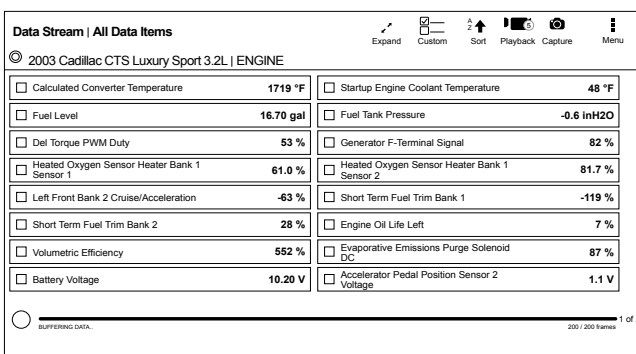 Data Stream | All Data Items
Expand Custom A Z Sort 5 Playback Capture Menu
© 2003 Cadillac CTS Luxury Sport 3.2L | ENGINE
Calculated Converter Temperature 1719 °F
Startup Engine Coolant Temperature 48 °F
Fuel Level 16.70 gal
Fuel Tank Pressure -0.6 inH2O
Del Torque PWM Duty 53 %
Generator F-Terminal Signal 82 %
Heated Oxygen Sensor Heater Bank 1
Sensor 1 61.0 %
Heated Oxygen Sensor Heater Bank 1
Sensor 2 81.7 %
Left Front Bank 2 Cruise/Acceleration -63 %
Short Term Fuel Trim Bank 1 -119 %
Short Term Fuel Trim Bank 2 28 %
Engine Oil Life Left 7 %
Volumetric Efficiency 552 %
Evaporative Emissions Purge Solenoid
DC 87 %
Battery Voltage 10.20 V
Accelerator Pedal Position Sensor 2
Voltage 1.1 V
BUFFERING DATA..
200 / 200 frames
1 of